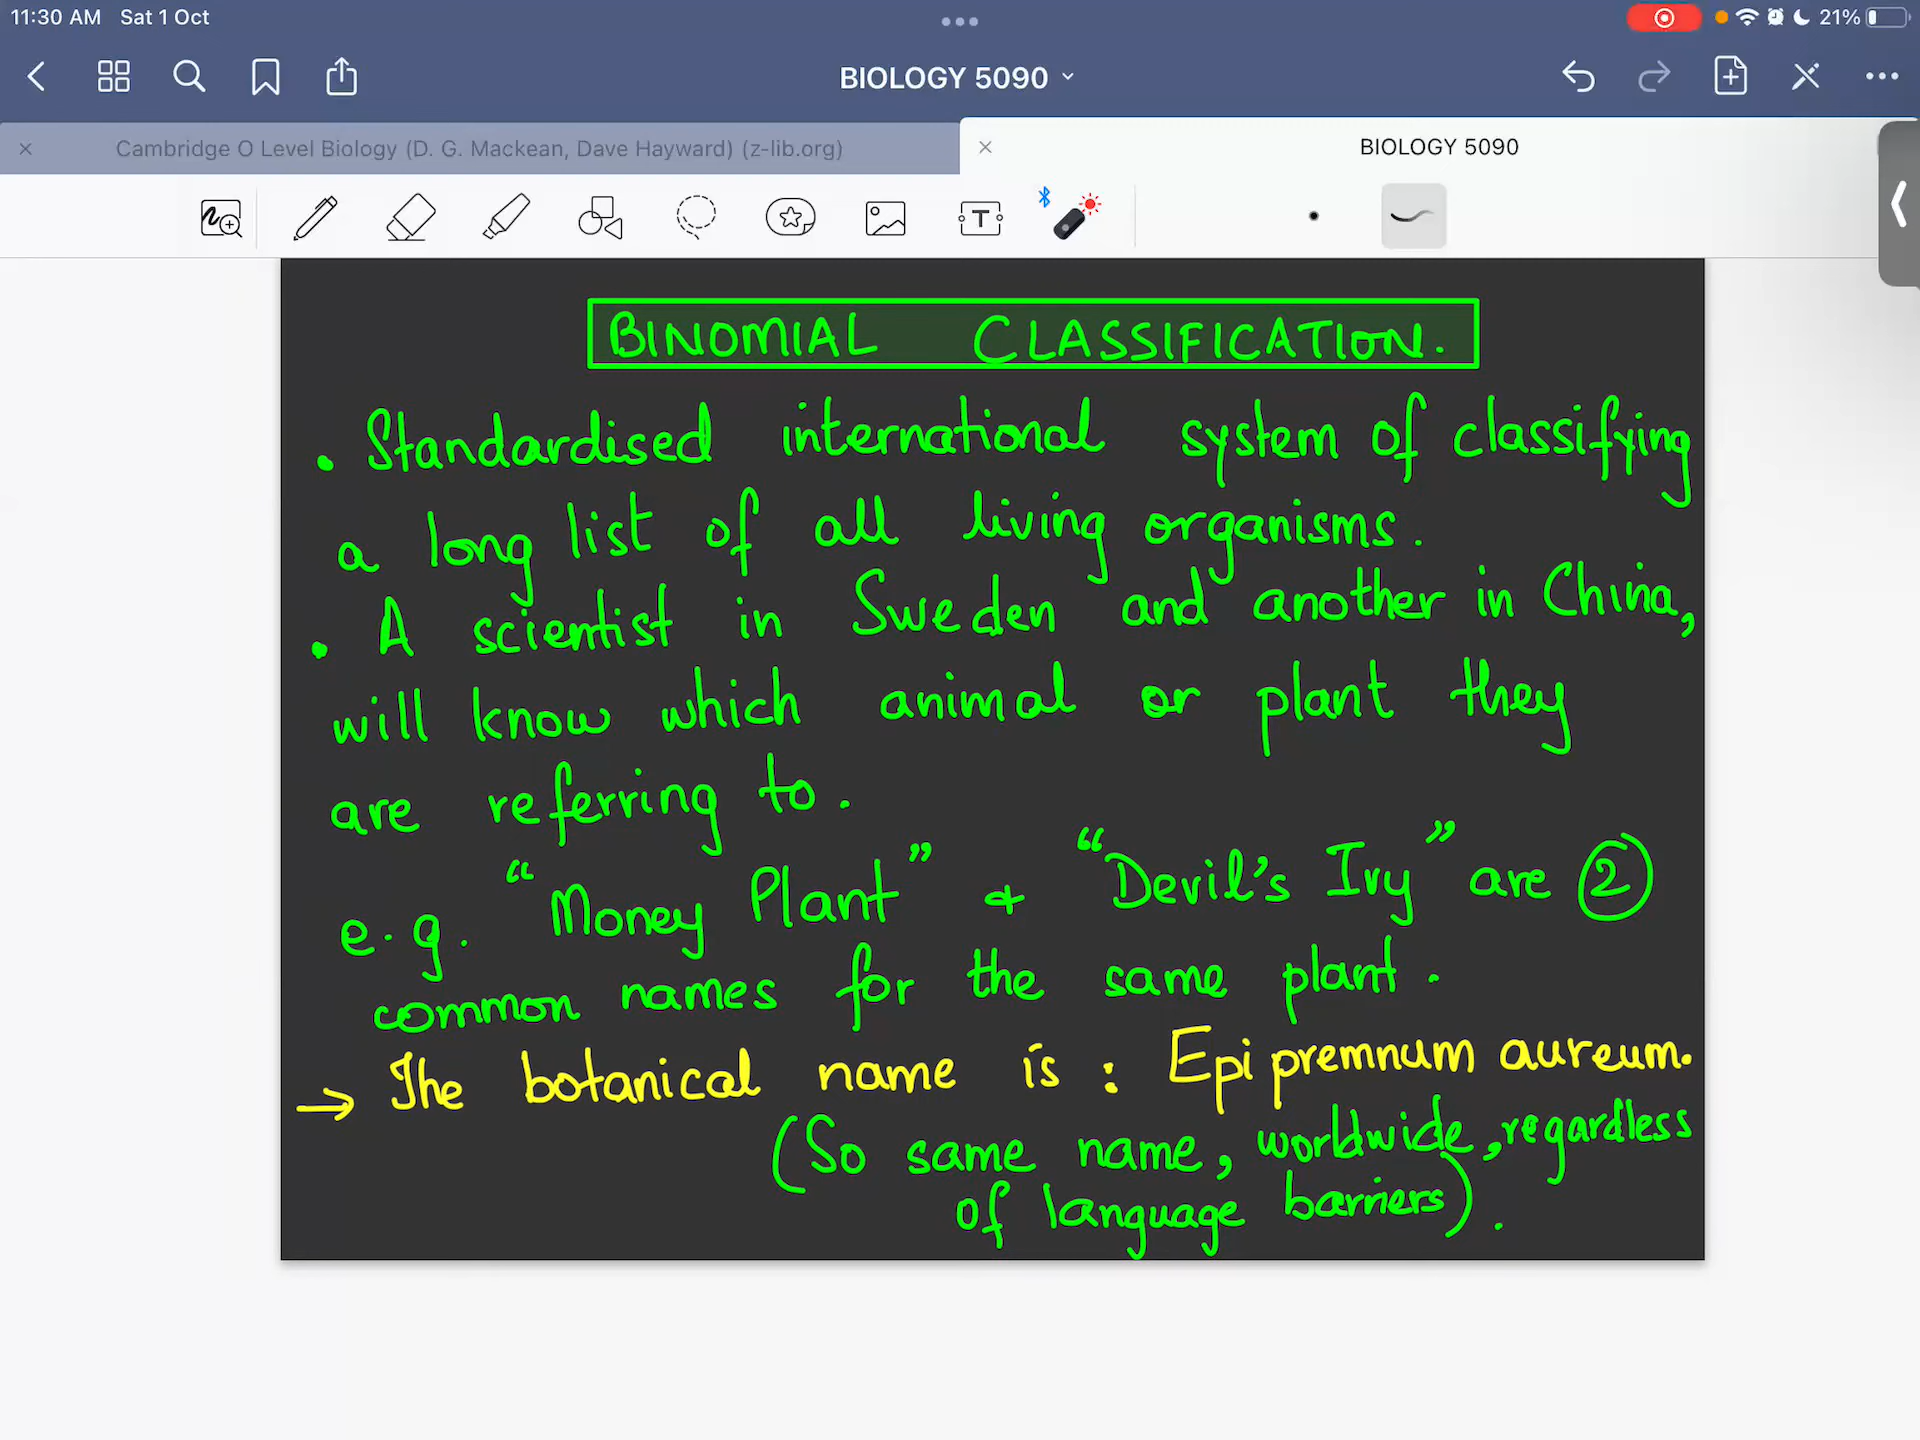 11:30 AM Sat 1 Oct
21%
BIOLOGY 5090
Cambridge O Level Biology (D. G. Mackean, Dave Hayward) (z-lib.org)
BIOLOGY 5090
BINOMIAL CLASSIFICATION.
• Standardised international system of classifying
a long list of all living organisms.
• A scientist in Sweden and another in China,
will know which animal or plant they
are referring to.
e.g. "Money Plant" & "Devil's Ivy" are 2
common names for the same plant.
→ The botanical name is : Epipremnum aureum.
(So same name, worldwide, regardless
of language barriers).